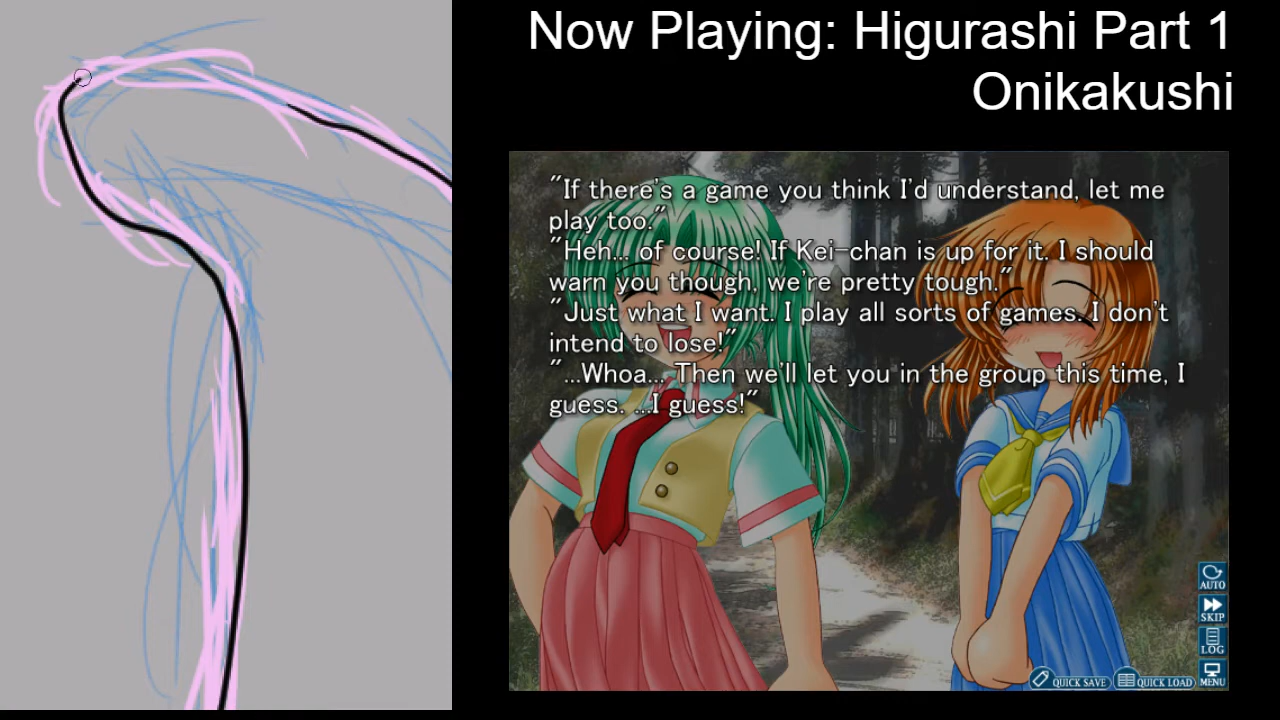 Now Playing: Higurashi Part 1
Onikakushi
"If there's a game you think I'd understand, let me
play too."
"Heh... of course! If Kei-chan is up for it. I should
warn you though, we're pretty tough."
"Just what I want. I play all sorts of games. I don't
intend to lose!"
"...Whoa... Then we'll let you in the group this time, I
guess. ...I guess!"
AUTO
SKIP
LOG
MENU
QUICK SAVE
QUICK LOAD